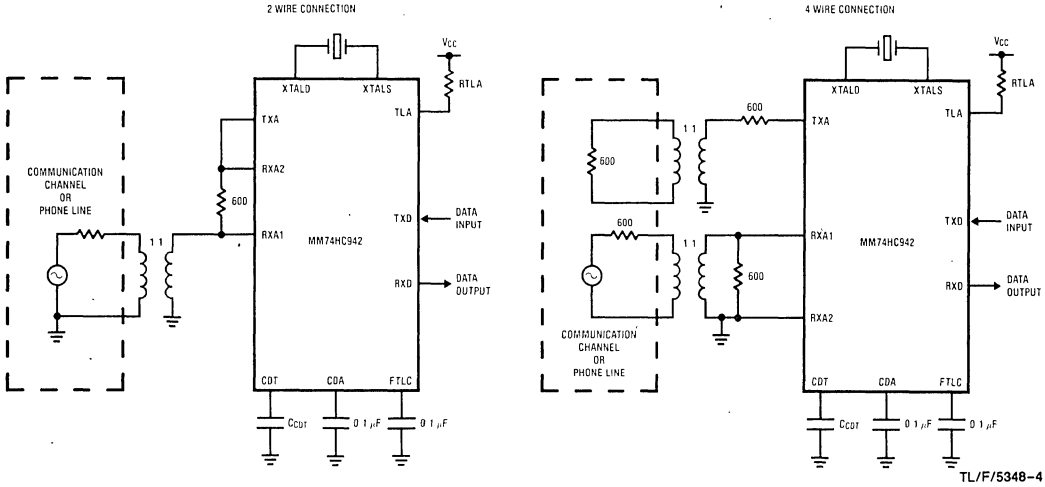 2 WIRE CONNECTION
XTALD
XTALS
VCC
RTLA
TLA
TXA
RXA2
600
RXA1
COMMUNICATION
CHANNEL
OR
PHONE LINE
1 1
MM74HC942
TXD
DATA
INPUT
RXD
DATA
OUTPUT
CDT
CDA
FTLC
CCDT
0 1 µF
0 1 µF
4 WIRE CONNECTION
XTALD
XTALS
VCC
RTLA
TLA
600
TXA
1 1
600
600
RXA1
1 1
600
RXA2
MM74HC942
TXD
DATA
INPUT
RXD
DATA
OUTPUT
COMMUNICATION
CHANNEL
OR
PHONE LINE
CDT
CDA
FTLC
CCDT
0 1 µF
0 1 µF
TL/F/5348-4